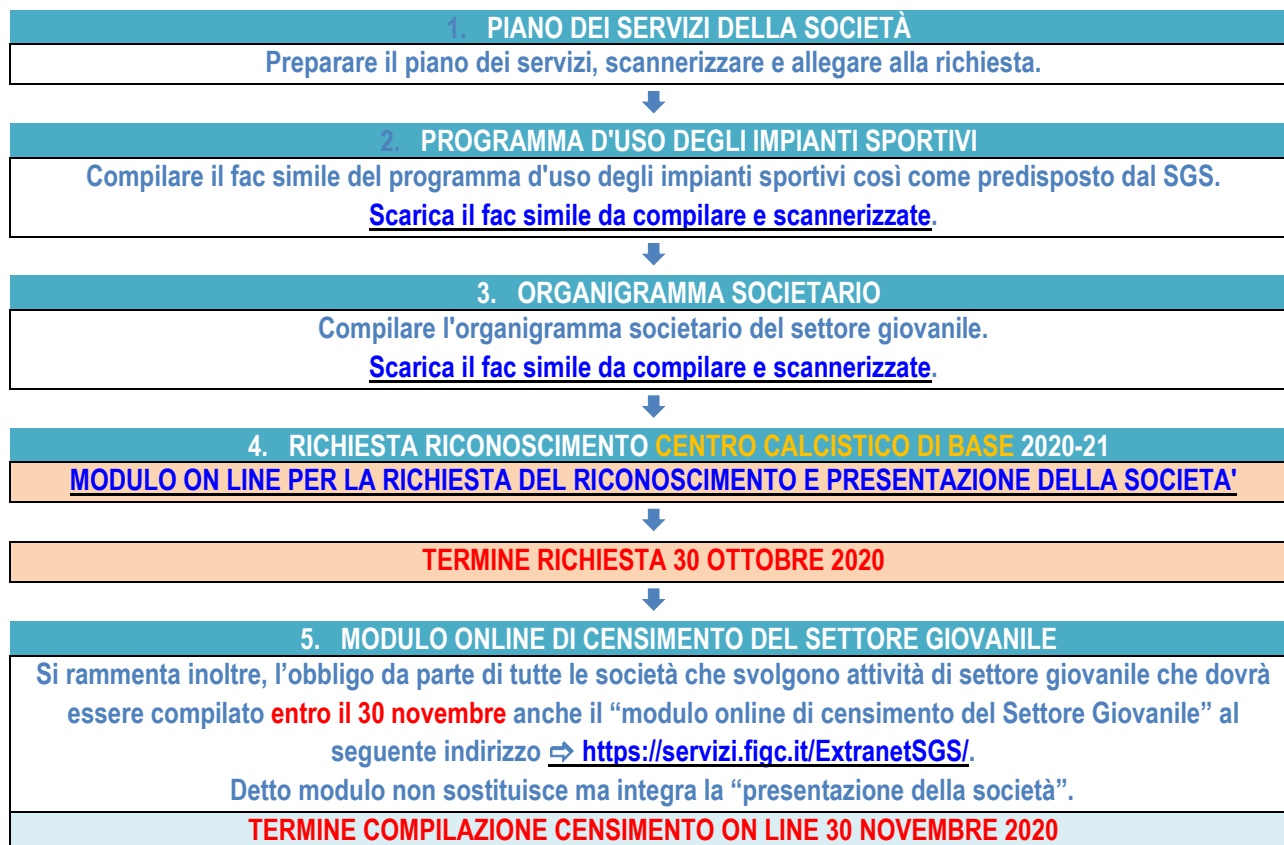 1. PIANO DEI SERVIZI DELLA SOCIETÀ
Preparare il piano dei servizi, scannerizzare e allegare alla richiesta.
2. PROGRAMMA D'USO DEGLI IMPIANTI SPORTIVI
Compilare il fac simile del programma d'uso degli impianti sportivi così come predisposto dal SGS.
Scarica il fac simile da compilare e scannerizzate.
3. ORGANIGRAMMA SOCIETARIO
Compilare l'organigramma societario del settore giovanile.
Scarica il fac simile da compilare e scannerizzate.
4. RICHIESTA RICONOSCIMENTO CENTRO CALCISTICO DI BASE 2020-21
MODULO ON LINE PER LA RICHIESTA DEL RICONOSCIMENTO E PRESENTAZIONE DELLA SOCIETA'
TERMINE RICHIESTA 30 OTTOBRE 2020
5. MODULO ONLINE DI CENSIMENTO DEL SETTORE GIOVANILE
Si rammenta inoltre, l’obbligo da parte di tutte le società che svolgono attività di settore giovanile che dovrà
essere compilato entro il 30 novembre anche il “modulo online di censimento del Settore Giovanile” al
seguente indirizzo ⇨ https://servizi.figc.it/ExtranetSGS/.
Detto modulo non sostituisce ma integra la “presentazione della società”.
TERMINE COMPILAZIONE CENSIMENTO ON LINE 30 NOVEMBRE 2020